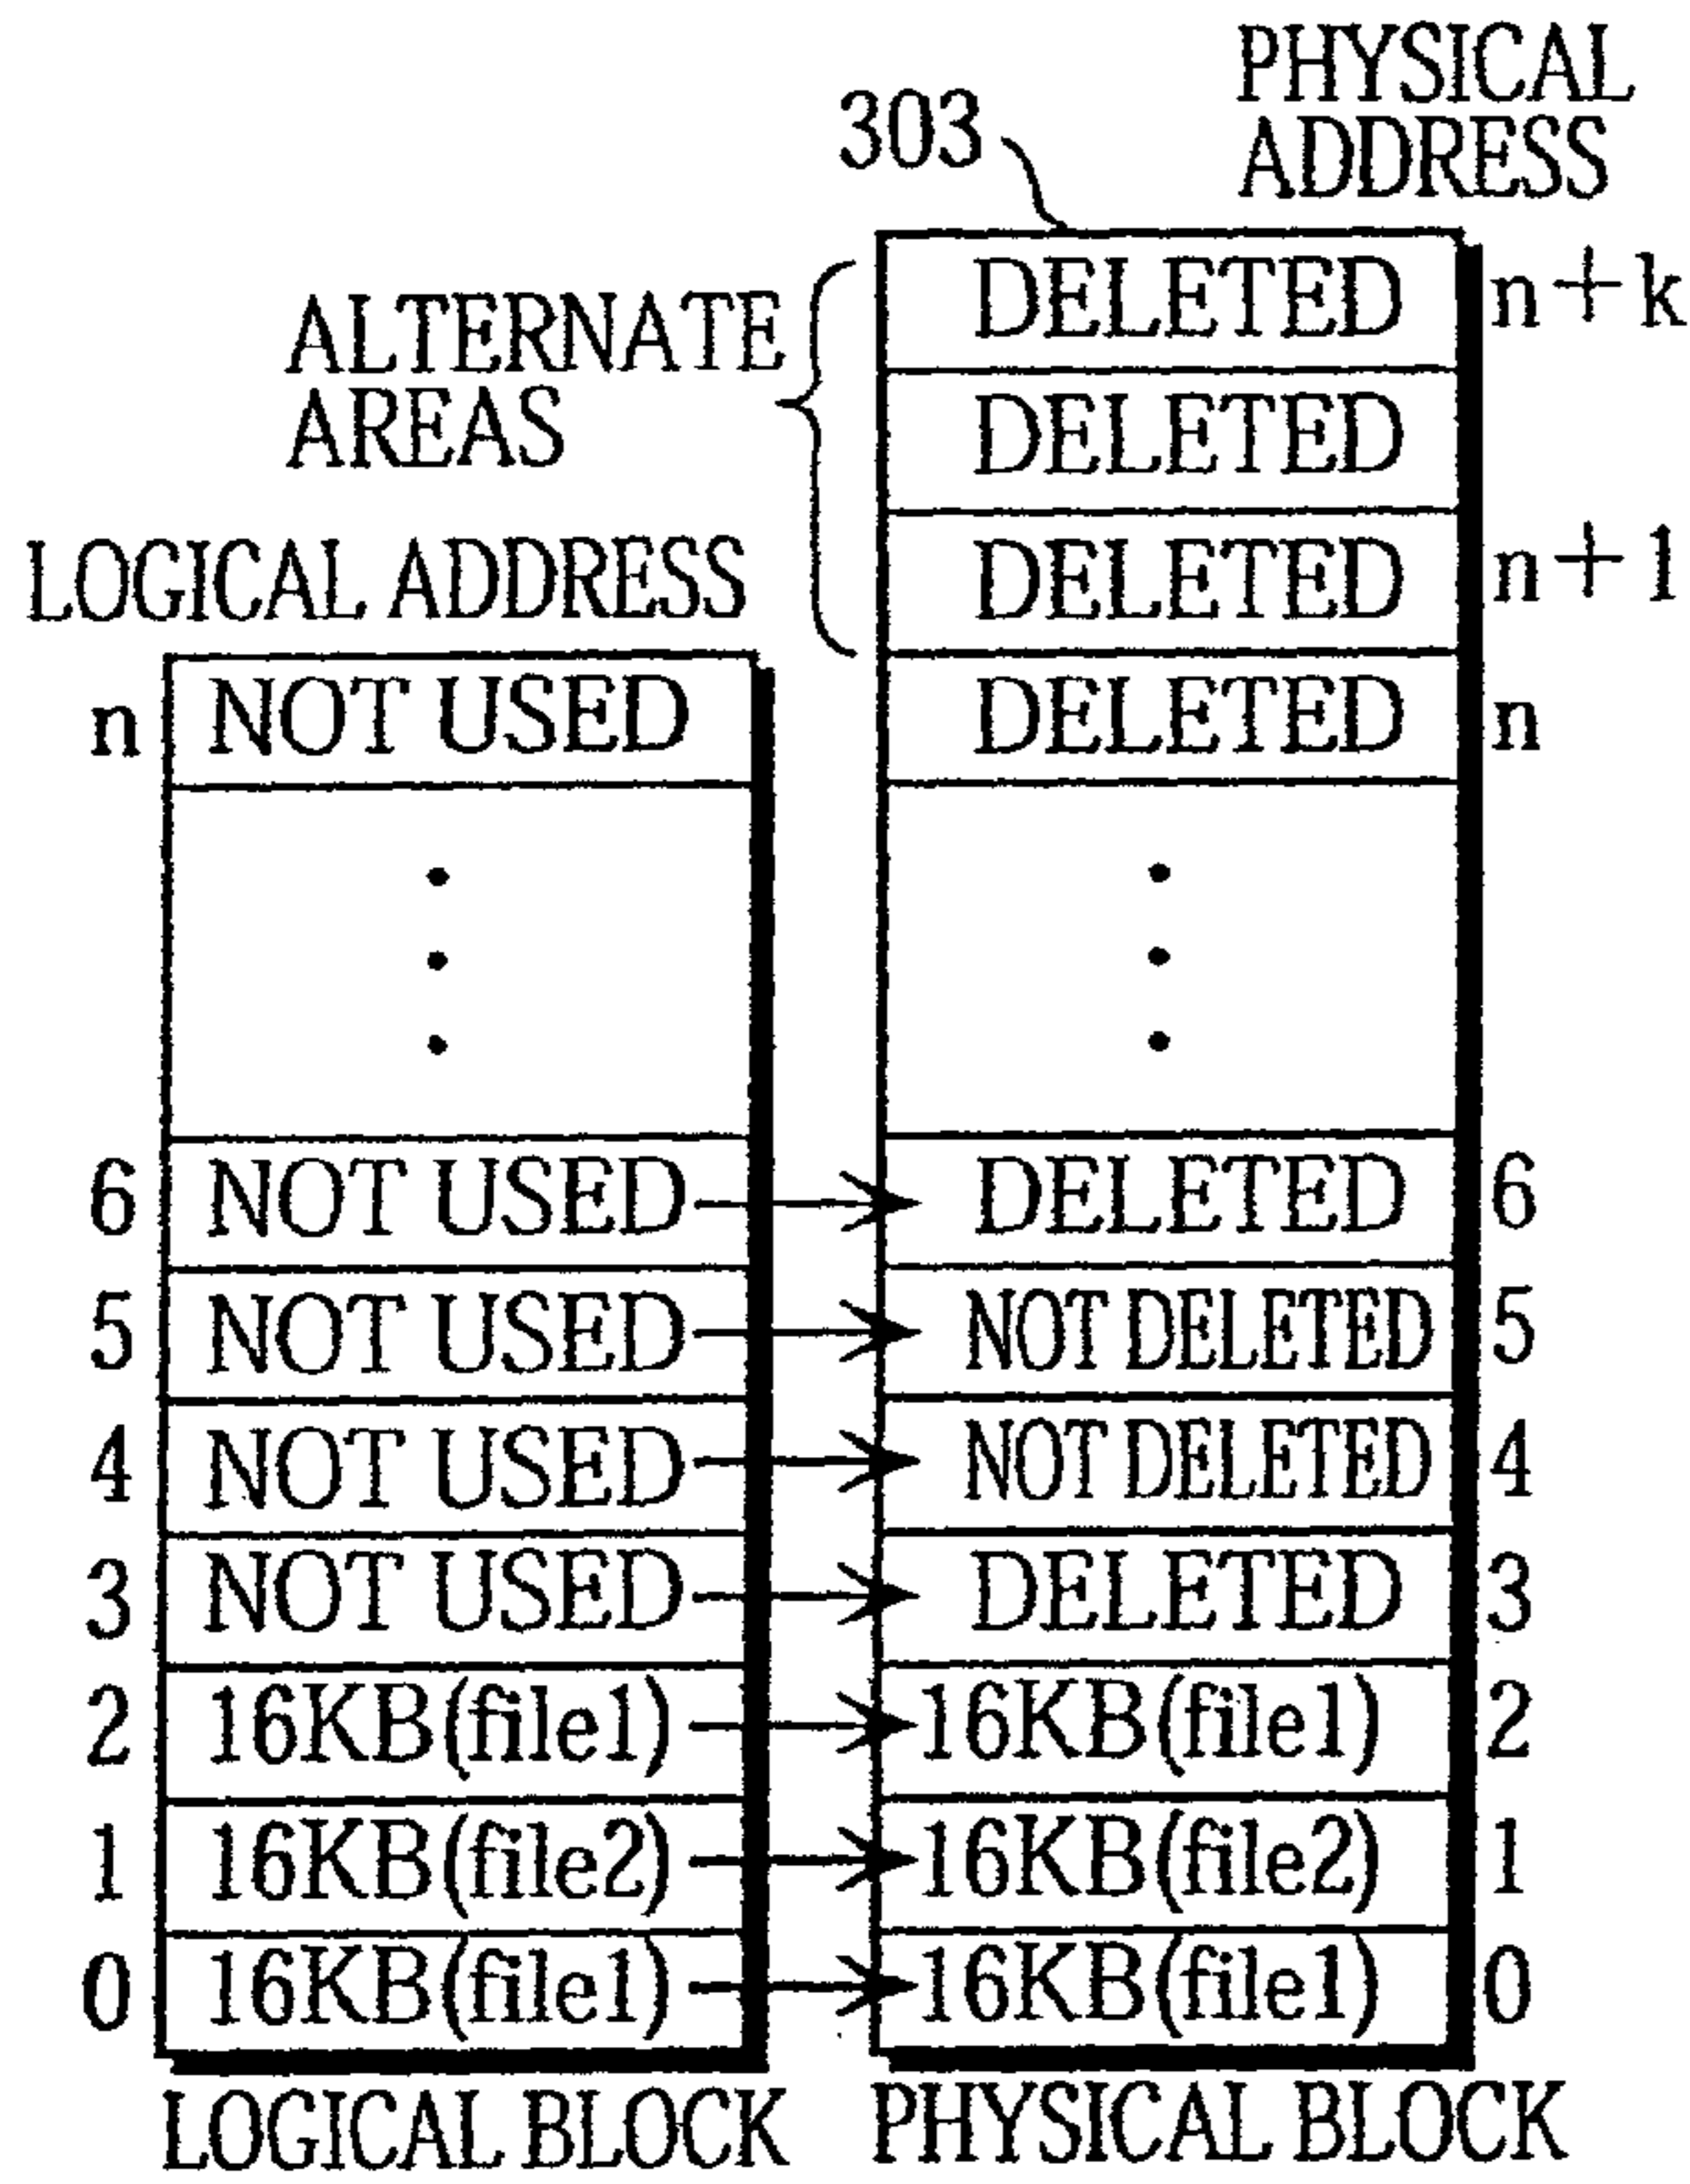 PHYSICAL
ADDRESS
303
ALTERNATE
AREAS
DELETED n+k
DELETED
DELETED n+1
LOGICAL ADDRESS
n NOT USED DELETED n
6 NOT USED DELETED 6
5 NOT USED NOT DELETED 5
4 NOT USED NOT DELETED 4
3 NOT USED DELETED 3
2 16KB(file1) 16KB(file1) 2
1 16KB(file2) 16KB(file2) 1
0 16KB(file1) 16KB(file1) 0
LOGICAL BLOCK PHYSICAL BLOCK